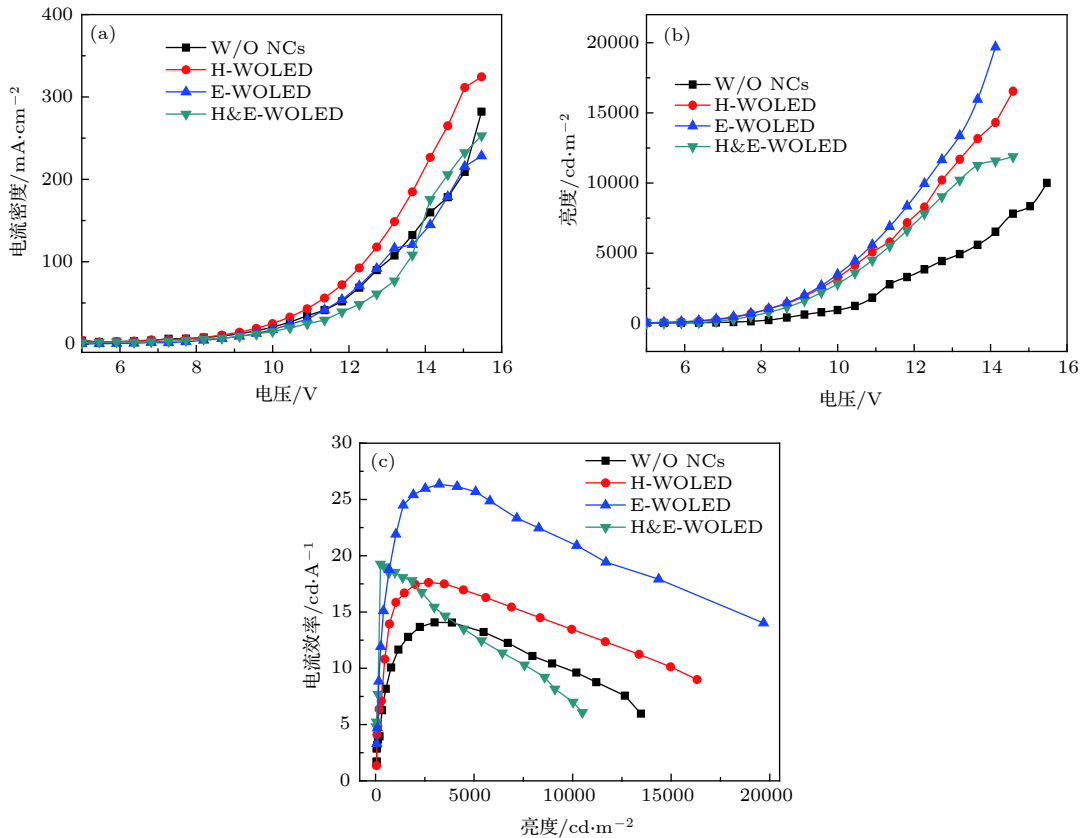 (a)
W/O NCs
H-WOLED
E-WOLED
H&E-WOLED
400
300
200
100
0
电流密度/mA·cm−2
6
8
10
12
14
16
电压/V
(b)
W/O NCs
H-WOLED
E-WOLED
H&E-WOLED
20000
15000
10000
5000
0
亮度/cd·m−2
6
8
10
12
14
16
电压/V
(c)
W/O NCs
H-WOLED
E-WOLED
H&E-WOLED
30
25
20
15
10
5
0
电流效率/cd·A−1
0
5000
10000
15000
20000
亮度/cd·m−2